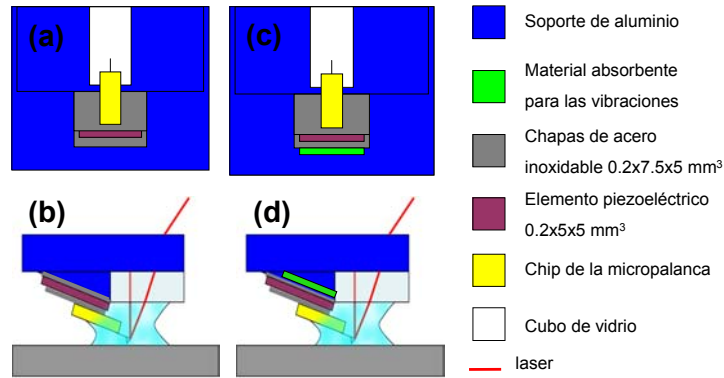 (a)
(c)
(b)
(d)
Soporte de aluminio
Material absorbente
para las vibraciones
Chapas de acero
inoxidable 0.2x7.5x5 mm³
Elemento piezoeléctrico
0.2x5x5 mm³
Chip de la micropalanca
Cubo de vidrio
laser